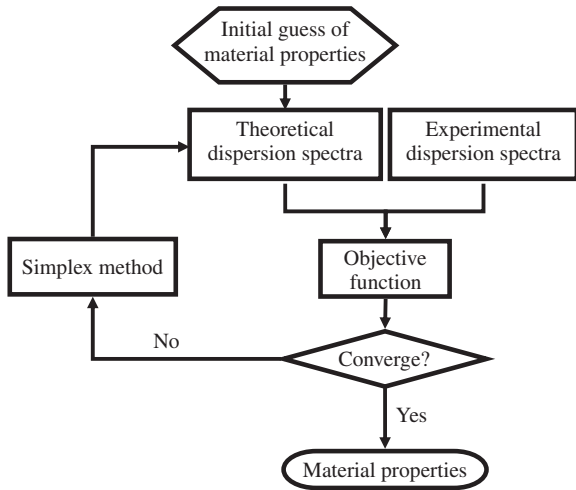 Initial guess of
material properties
Theoretical
dispersion spectra
Experimental
dispersion spectra
Simplex method
Objective
function
No
Converge?
Yes
Material properties